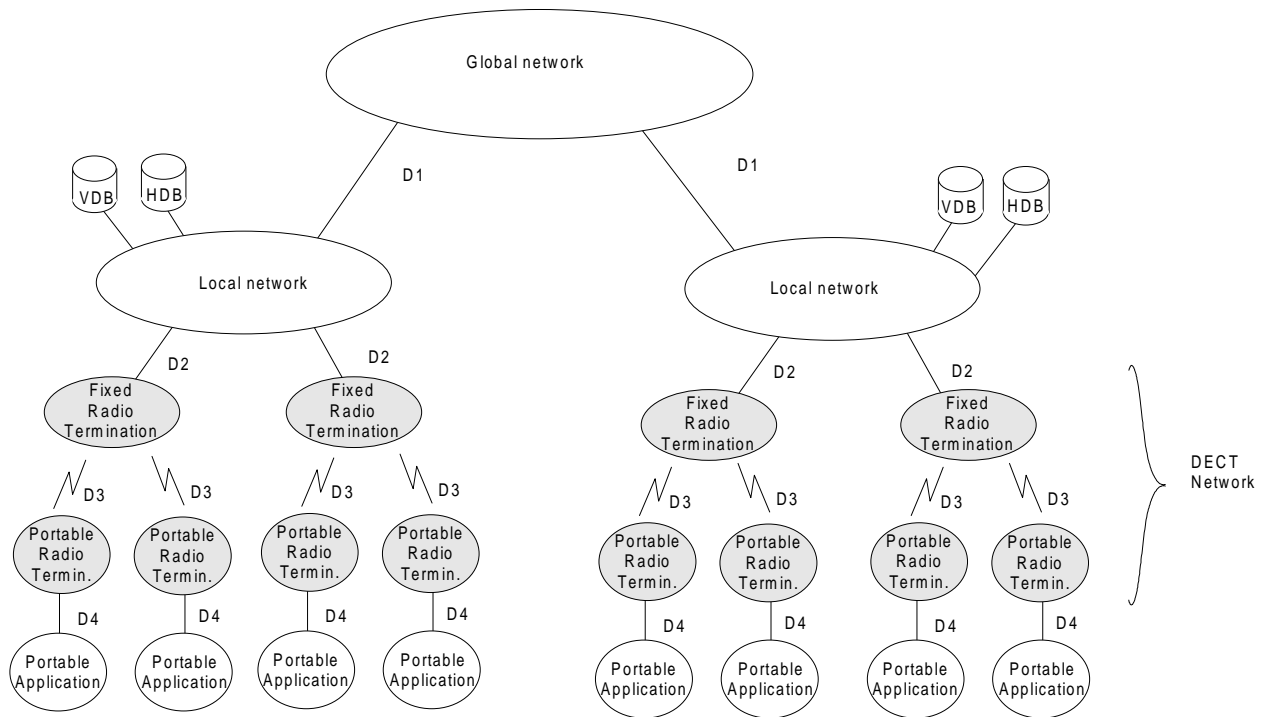 Global network
D1
D1
VDB
HDB
VDB
HDB
Local network
Local network
D2
D2
D2
D2
Fixed
Radio
Termination
Fixed
Radio
Termination
Fixed
Radio
Termination
Fixed
Radio
Termination
DECT
Network
D3
D3
D3
D3
D3
D3
D3
D3
Portable
Radio
Termin.
Portable
Radio
Termin.
Portable
Radio
Termin.
Portable
Radio
Termin.
Portable
Radio
Termin.
Portable
Radio
Termin.
Portable
Radio
Termin.
Portable
Radio
Termin.
D4
D4
D4
D4
D4
D4
D4
D4
Portable
Application
Portable
Application
Portable
Application
Portable
Application
Portable
Application
Portable
Application
Portable
Application
Portable
Application